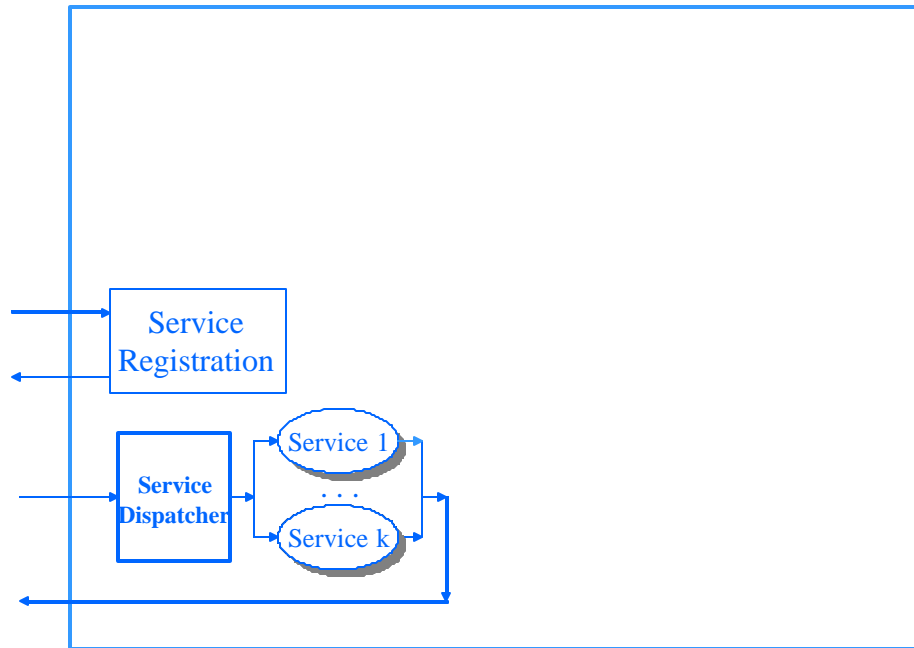 Service
Registration
Service 1
Service
Dispatcher
. . .
Service k